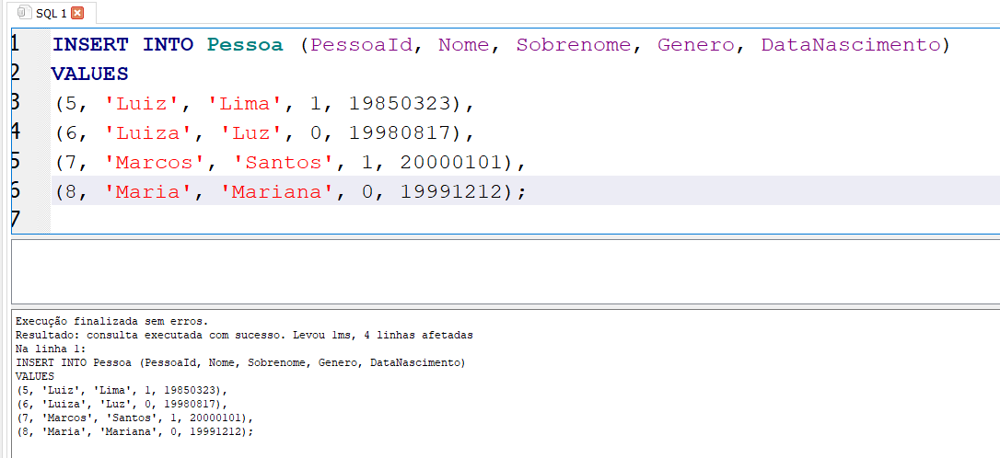 SQL 1
1 INSERT INTO Pessoa (PessoaId, Nome, Sobrenome, Genero, DataNascimento)
2 VALUES
3 (5, 'Luiz', 'Lima', 1, 19850323),
4 (6, 'Luiza', 'Luz', 0, 19980817),
5 (7, 'Marcos', 'Santos', 1, 20000101),
6 (8, 'Maria', 'Mariana', 0, 19991212);
7
Execução finalizada sem erros.
Resultado: consulta executada com sucesso. Levou 1ms, 4 linhas afetadas
Na linha 1:
INSERT INTO Pessoa (PessoaId, Nome, Sobrenome, Genero, DataNascimento)
VALUES
(5, 'Luiz', 'Lima', 1, 19850323),
(6, 'Luiza', 'Luz', 0, 19980817),
(7, 'Marcos', 'Santos', 1, 20000101),
(8, 'Maria', 'Mariana', 0, 19991212);